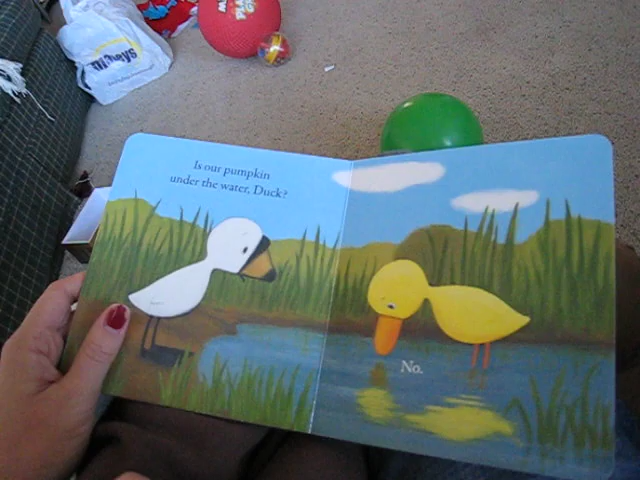 Is our pumpkin
under the water, Duck?
No.